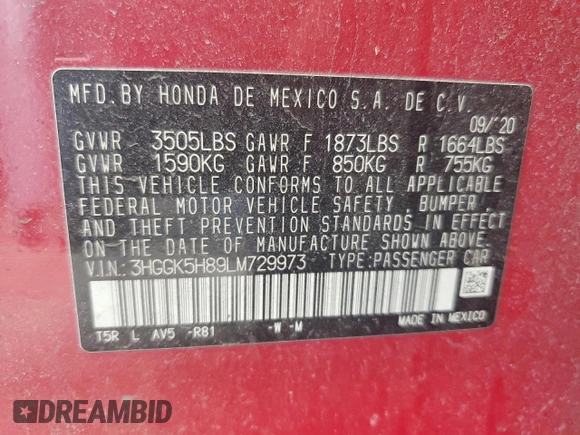 MFD. BY HONDA DE MEXICO S.A. DE C.V.
09/'20
GVWR 3505LBS GAWR F 1873LBS R 1664LBS
GVWR 1590KG GAWR F 850KG R 755KG
THIS VEHICLE CONFORMS TO ALL APPLICABLE
FEDERAL MOTOR VEHICLE SAFETY, BUMPER,
AND THEFT PREVENTION STANDARDS IN EFFECT
ON THE DATE OF MANUFACTURE SHOWN ABOVE.
V.I.N.: 3HGGK5H89LM729973 TYPE:PASSENGER CAR
T5R L AV5 -R81 -W -M
MADE IN MEXICO
DREAMBID